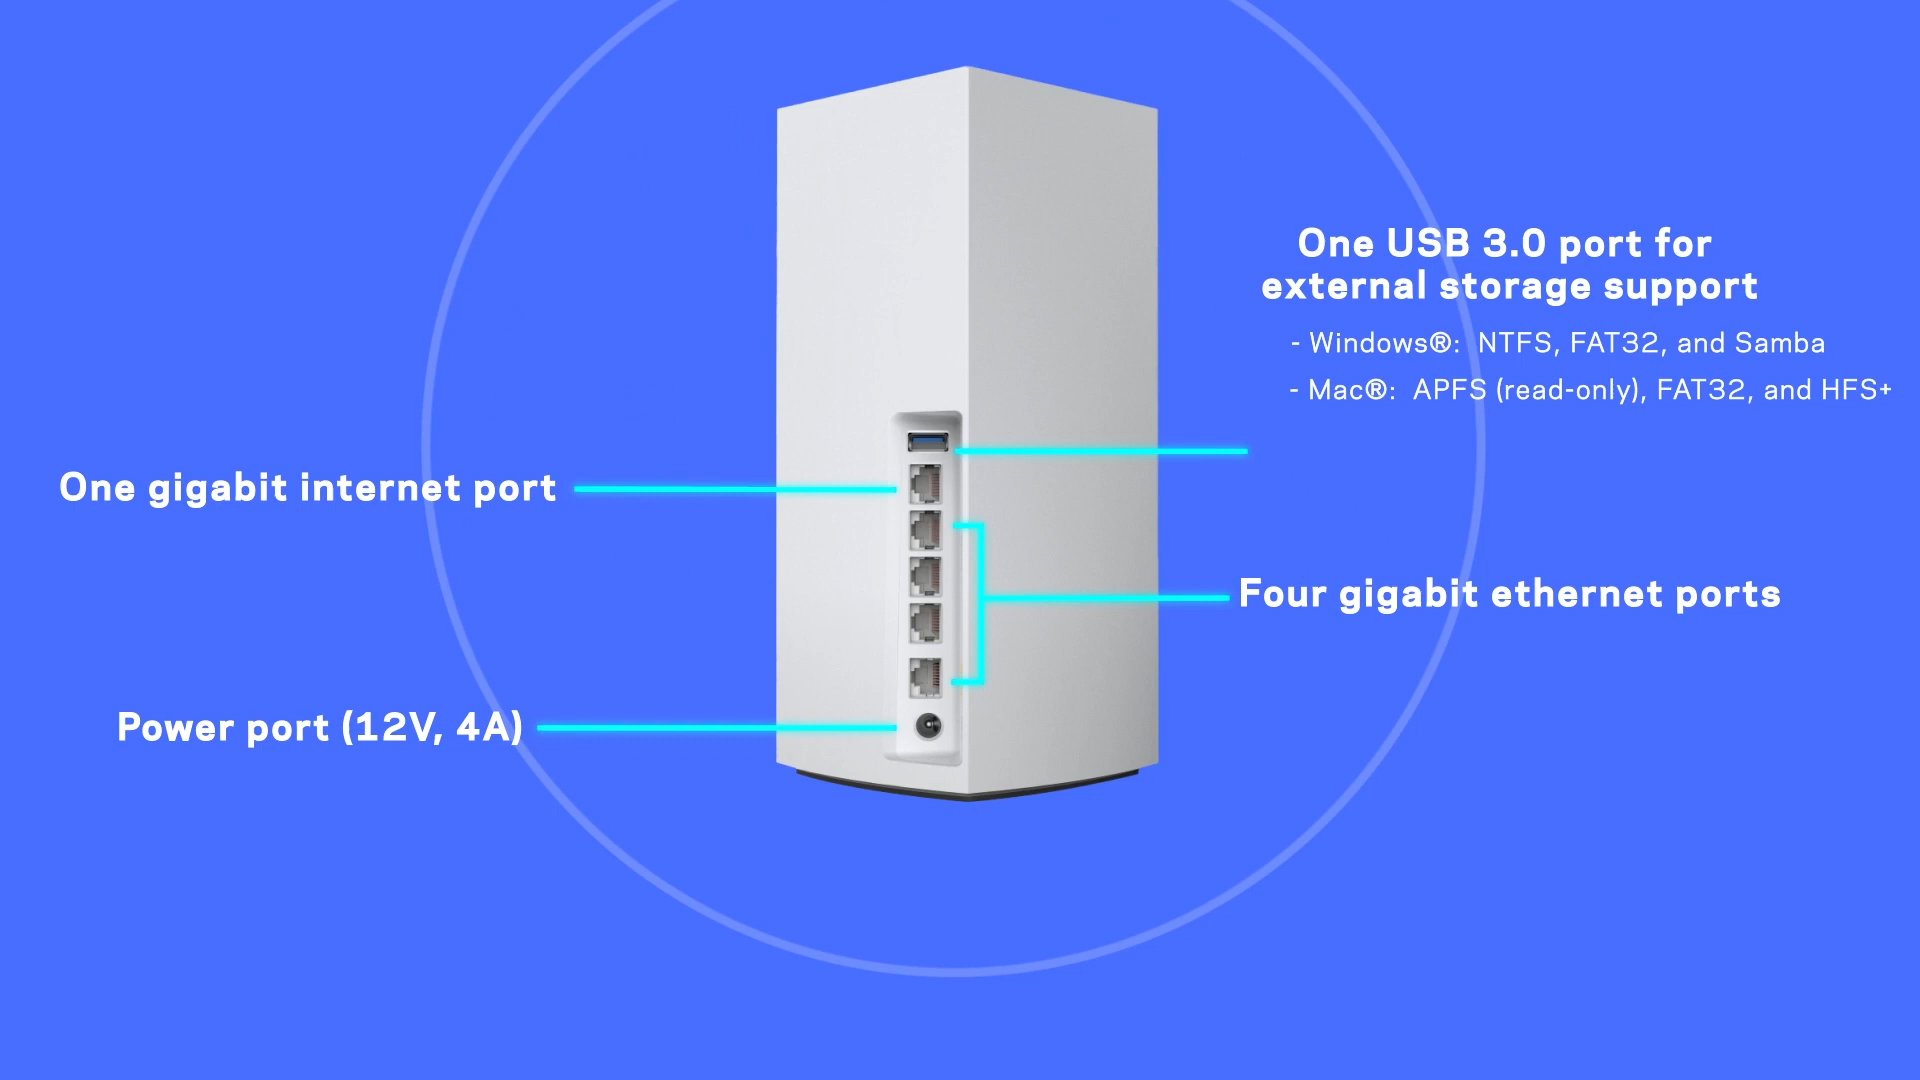 One USB 3.0 port for
external storage support
- Windows®: NTFS, FAT32, and Samba
- Mac®: APFS (read-only), FAT32, and HFS+
One gigabit internet port
Four gigabit ethernet ports
Power port (12V, 4A)